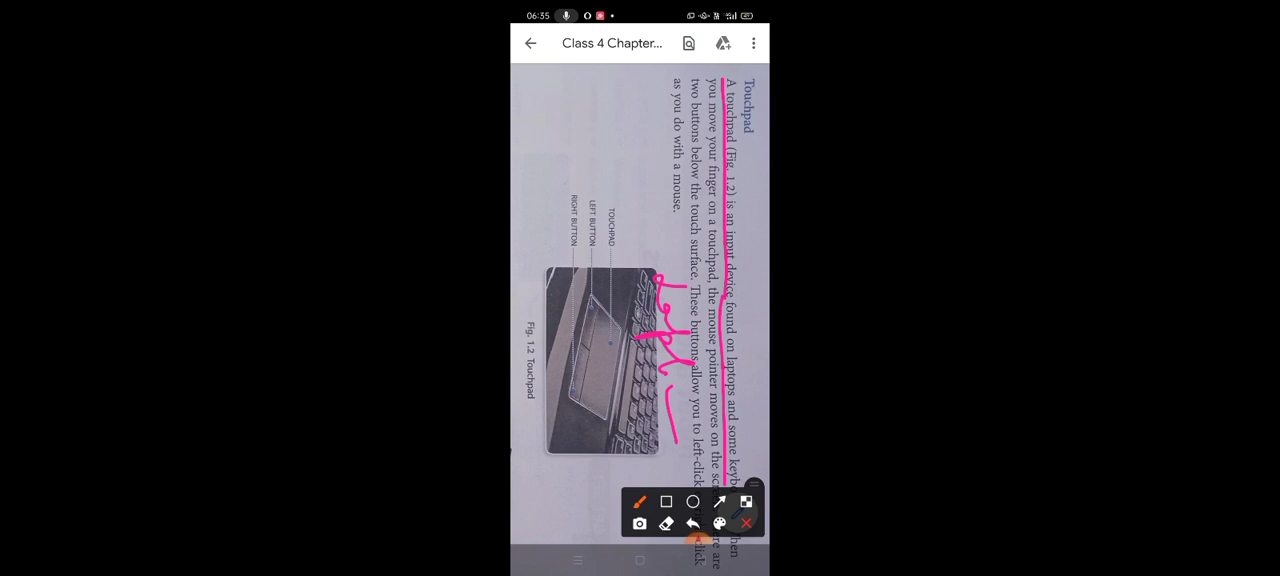 06:35
Class 4 Chapter...
Touchpad
A touchpad (Fig. 1.2) is an input device found on laptops and some
you move your finger on a touchpad, the mouse pointer moves on the are
two buttons below the touch surface. These buttons allow you to left-click click
as you do with a mouse.
TOUCHPAD
LEFT BUTTON
RIGHT BUTTON
Fig. 1.2 Touchpad